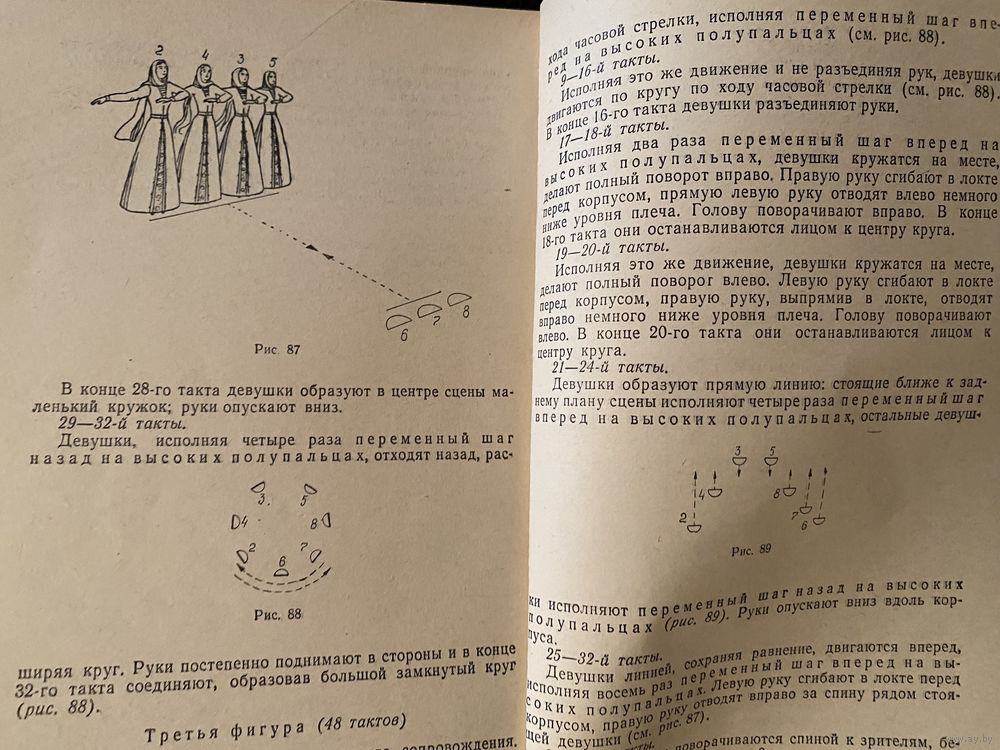 2
4
3
5
6
7
8
Рис. 87
В конце 28-го такта девушки образуют в центре сцены ма-
ленький кружок; руки опускают вниз.
29—32-й такты.
Девушки, исполняя четыре раза переменный шаг
назад на высоких полупальцах, отходят назад, рас-
3
5
4
8
2
7
6
Рис. 88
ширяя круг. Руки постепенно поднимают в стороны и в конце
32-го такта соединяют, образовав большой замкнутый круг
(рис. 88).
Третья фигура (48 тактов)
сопровождения.
хода часовой стрелки, исполняя переменный шаг впе-
ред на высоких полупальцах (см. рис. 88).
9—16-й такты.
Исполняя это же движение и не разъединяя рук, девушки
двигаются по кругу по ходу часовой стрелки (см. рис. 88).
В конце 16-го такта девушки разъединяют руки.
17—18-й такты.
Исполняя два раза переменный шаг вперед на
высоких полупальцах, девушки кружатся на месте,
делают полный поворот вправо. Правую руку сгибают в локте
перед корпусом, прямую левую руку отводят влево немного
ниже уровня плеча. Голову поворачивают вправо. В конце
18-го такта они останавливаются лицом к центру круга.
19—20-й такты.
Исполняя это же движение, девушки кружатся на месте,
делают полный поворот влево. Левую руку сгибают в локте
перед корпусом, правую руку, выпрямив в локте, отводят
вправо немного ниже уровня плеча. Голову поворачивают
влево. В конце 20-го такта они останавливаются лицом к
центру круга.
21—24-й такты.
Девушки образуют прямую линию: стоящие ближе к зад-
нему плану сцены исполняют четыре раза переменный шаг
вперед на высоких полупальцах, остальные девуш-
3
5
4
8
2
7
6
Рис. 89
ки исполняют переменный шаг назад на высоких
полупальцах (рис. 89). Руки опускают вниз вдоль кор-
пуса.
25—32-й такты.
Девушки линией, сохраняя равнение, двигаются вперед,
исполняя восемь раз переменный шаг вперед на вы-
соких полупальцах. Левую руку сгибают в локте перед
корпусом, правую руку отводят вправо за спину рядом стоя-
щей девушки (см. рис. 87).
поворачиваются спиной к зрителям, бе-
www.ay.by